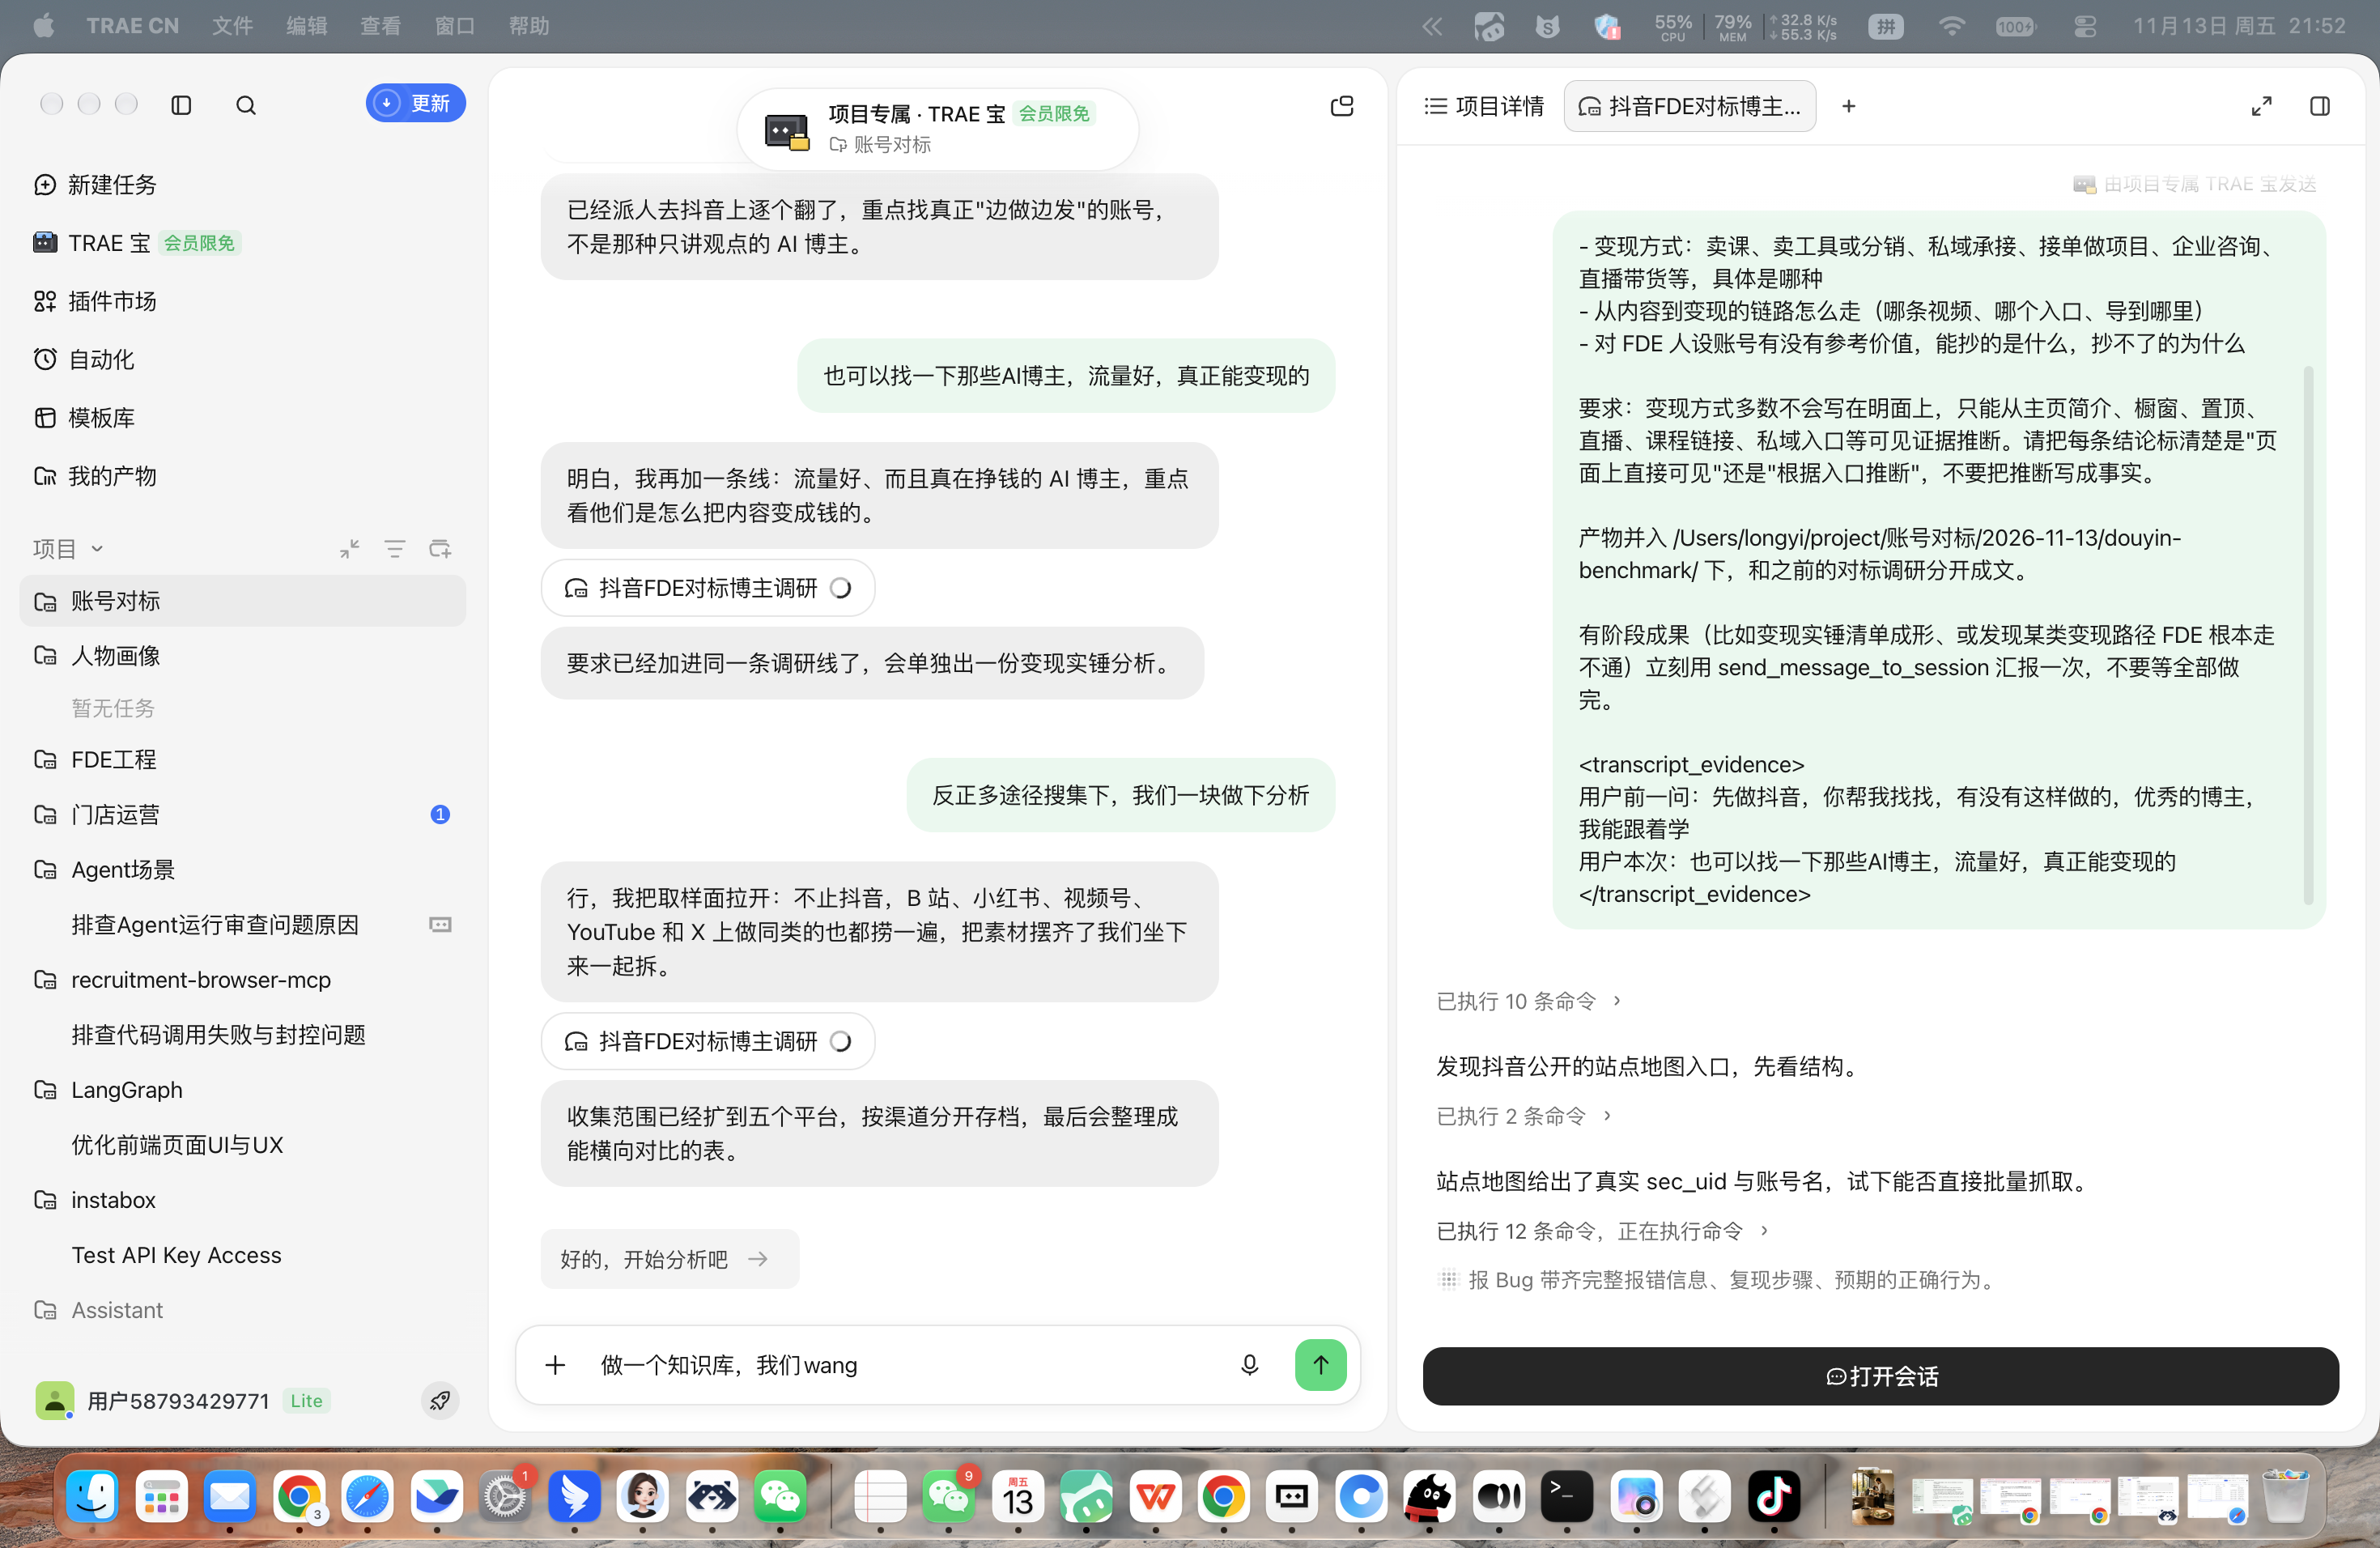 TRAE CN 文件 编辑 查看 窗口 帮助
55% CPU 79% MEM ↑32.8 K/s ↓55.3 K/s 拼 100 11月13日 周五 21:52
更新
新建任务
TRAE 宝 会员限免
插件市场
自动化
模板库
我的产物
项目
账号对标
人物画像
暂无任务
FDE工程
门店运营 1
Agent场景
排查Agent运行审查问题原因
recruitment-browser-mcp
排查代码调用失败与封控问题
LangGraph
优化前端页面UI与UX
instabox
Test API Key Access
Assistant
用户58793429771 Lite
项目专属 · TRAE 宝 会员限免
账号对标
已经派人去抖音上逐个翻了，重点找真正"边做边发"的账号，
不是那种只讲观点的 AI 博主。
也可以找一下那些AI博主，流量好，真正能变现的
明白，我再加一条线：流量好、而且真在挣钱的 AI 博主，重点
看他们是怎么把内容变成钱的。
抖音FDE对标博主调研
要求已经加进同一条调研线了，会单独出一份变现实锤分析。
反正多途径搜集下，我们一块做下分析
行，我把取样面拉开：不止抖音，B 站、小红书、视频号、
YouTube 和 X 上做同类的也都捞一遍，把素材摆齐了我们坐下
来一起拆。
抖音FDE对标博主调研
收集范围已经扩到五个平台，按渠道分开存档，最后会整理成
能横向对比的表。
好的，开始分析吧 →
做一个知识库，我们wang
项目详情 抖音FDE对标博主...
由项目专属 TRAE 宝发送
- 变现方式：卖课、卖工具或分销、私域承接、接单做项目、企业咨询、
直播带货等，具体是哪种
- 从内容到变现的链路怎么走（哪条视频、哪个入口、导到哪里）
- 对 FDE 人设账号有没有参考价值，能抄的是什么，抄不了的为什么
要求：变现方式多数不会写在明面上，只能从主页简介、橱窗、置顶、
直播、课程链接、私域入口等可见证据推断。请把每条结论标清楚是"页
面上直接可见"还是"根据入口推断"，不要把推断写成事实。
产物并入 /Users/longyi/project/账号对标/2026-11-13/douyin-
benchmark/ 下，和之前的对标调研分开成文。
有阶段成果（比如变现实锤清单成形、或发现某类变现路径 FDE 根本走
不通）立刻用 send_message_to_session 汇报一次，不要等全部做
完。
<transcript_evidence>
用户前一问：先做抖音，你帮我找找，有没有这样做的，优秀的博主，
我能跟着学
用户本次：也可以找一下那些AI博主，流量好，真正能变现的
</transcript_evidence>
已执行 10 条命令
发现抖音公开的站点地图入口，先看结构。
已执行 2 条命令
站点地图给出了真实 sec_uid 与账号名，试下能否直接批量抓取。
已执行 12 条命令，正在执行命令
报 Bug 带齐完整报错信息、复现步骤、预期的正确行为。
打开会话
3
1
9
周五
13